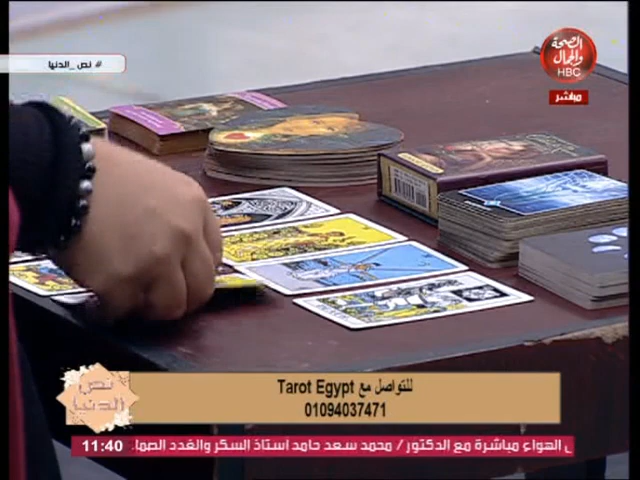 # نص_الدنيا
الصحة
والجمال
HBC
مباشر
للتواصل مع Tarot Egypt
01094037471
نص
الدنيا
11:40
الهواء مباشرة مع الدكتور / محمد سعد حامد استاذ السكر والغدد الصما